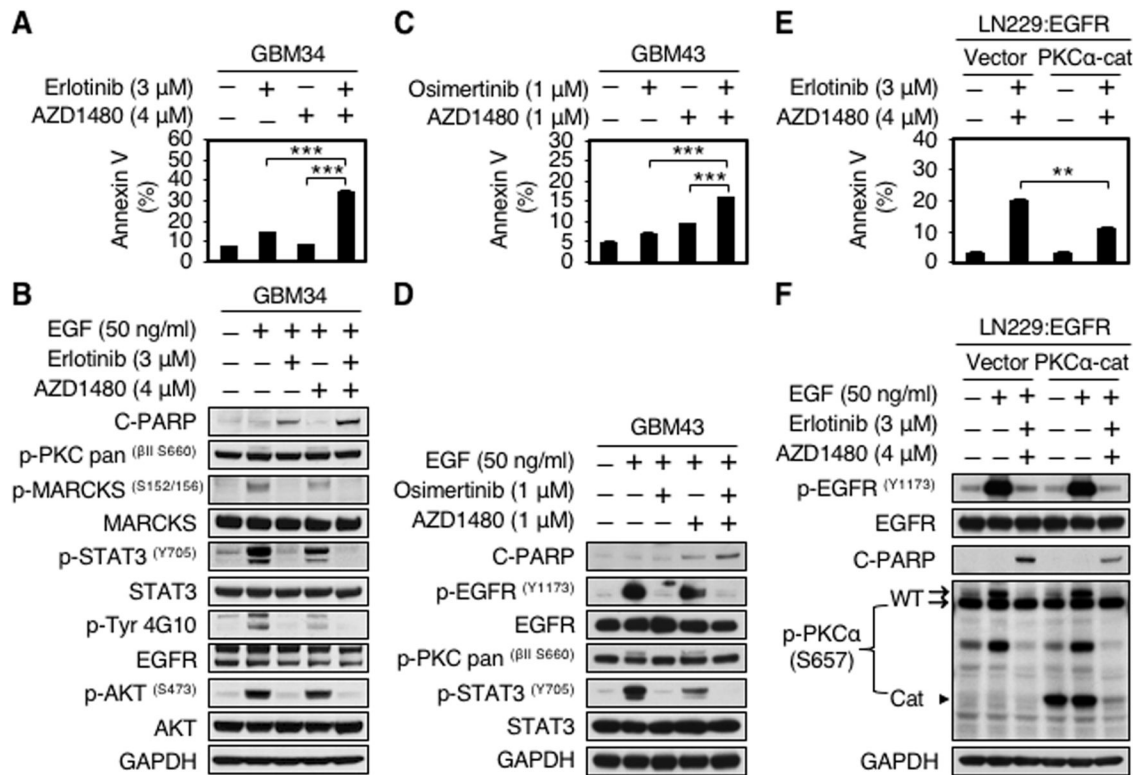 A
GBM34
Erlotinib (3 µM) – + – +
AZD1480 (4 µM) – – + +
Annexin V
(%)
60
50
40
30
20
10
0
***
***
B
GBM34
EGF (50 ng/ml) – + + + +
Erlotinib (3 µM) – – + – +
AZD1480 (4 µM) – – – + +
C-PARP
p-PKC pan (βII S660)
p-MARCKS (S152/156)
MARCKS
p-STAT3 (Y705)
STAT3
p-Tyr 4G10
EGFR
p-AKT (S473)
AKT
GAPDH
C
GBM43
Osimertinib (1 µM) – + – +
AZD1480 (1 µM) – – + +
Annexin V
(%)
30
25
20
15
10
5
0
***
***
D
GBM43
EGF (50 ng/ml) – + + + +
Osimertinib (1 µM) – – + – +
AZD1480 (1 µM) – – – + +
C-PARP
p-EGFR (Y1173)
EGFR
p-PKC pan (βII S660)
p-STAT3 (Y705)
STAT3
GAPDH
E
LN229:EGFR
Vector PKCα-cat
Erlotinib (3 µM) – + – +
AZD1480 (4 µM) – + – +
Annexin V
(%)
40
30
20
10
0
**
F
LN229:EGFR
Vector PKCα-cat
EGF (50 ng/ml) – + + – + +
Erlotinib (3 µM) – – + – – +
AZD1480 (4 µM) – – + – – +
p-EGFR (Y1173)
EGFR
C-PARP
WT
p-PKCα
(S657)
Cat
GAPDH